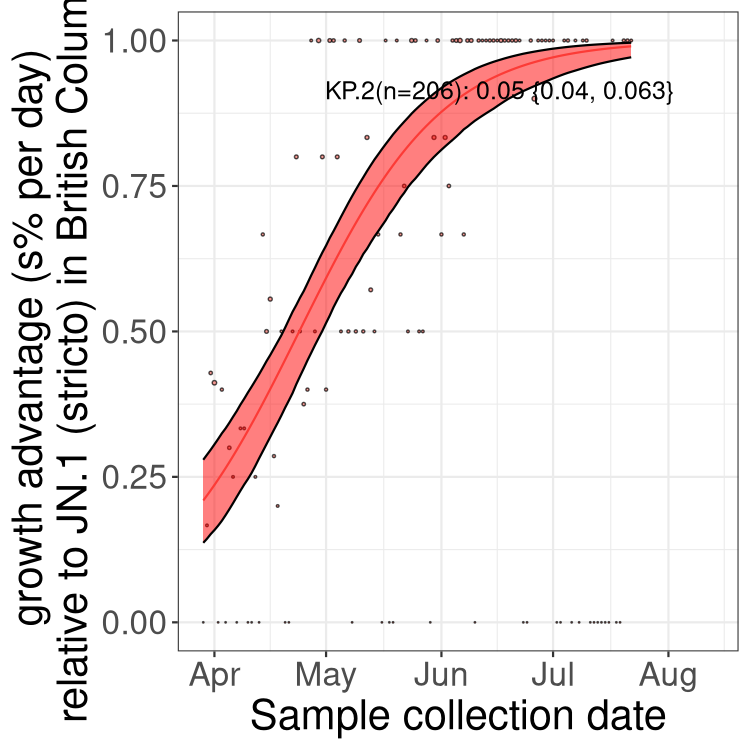 growth advantage (s% per day)
relative to JN.1 (stricto) in British Colum
1.00
0.75
0.50
0.25
0.00
KP.2(n=206): 0.05 {0.04, 0.063}
Apr May Jun Jul Aug
Sample collection date